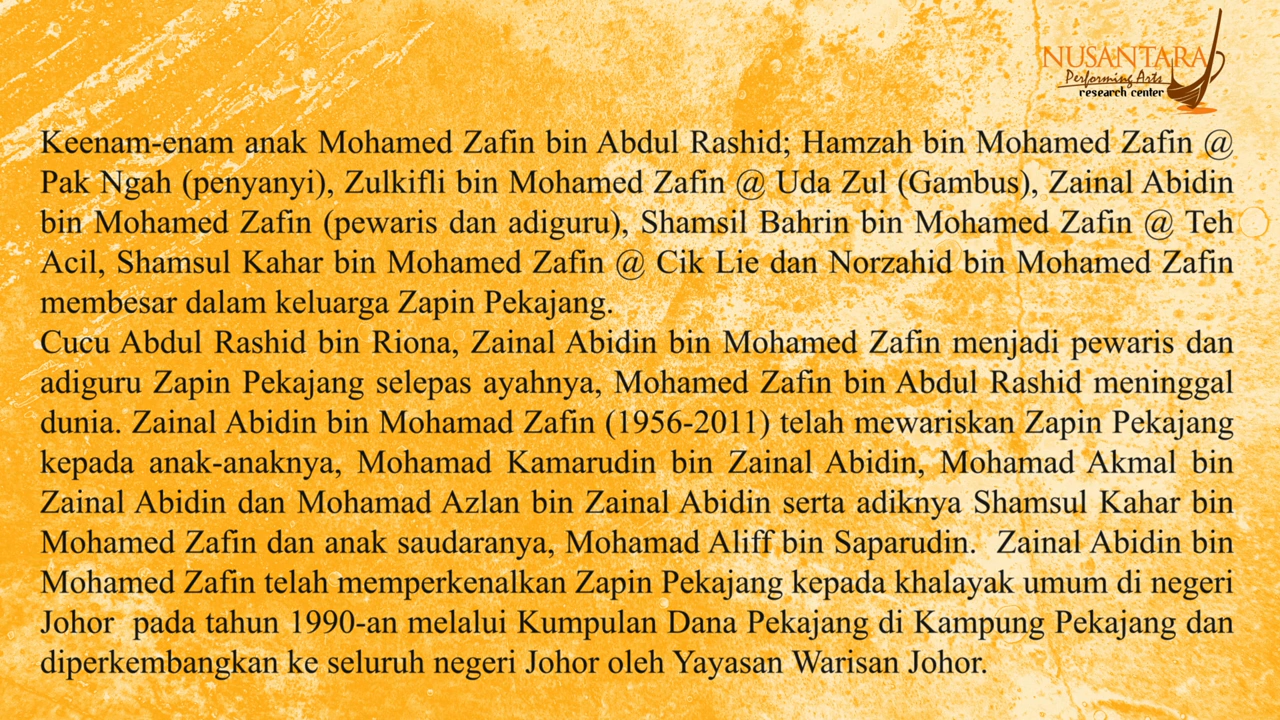 NUSANTARA
Performing Arts
research center
Keenam-enam anak Mohamed Zafin bin Abdul Rashid; Hamzah bin Mohamed Zafin @
Pak Ngah (penyanyi), Zulkifli bin Mohamed Zafin @ Uda Zul (Gambus), Zainal Abidin
bin Mohamed Zafin (pewaris dan adiguru), Shamsil Bahrin bin Mohamed Zafin @ Teh
Acil, Shamsul Kahar bin Mohamed Zafin @ Cik Lie dan Norzahid bin Mohamed Zafin
membesar dalam keluarga Zapin Pekajang.
Cucu Abdul Rashid bin Riona, Zainal Abidin bin Mohamed Zafin menjadi pewaris dan
adiguru Zapin Pekajang selepas ayahnya, Mohamed Zafin bin Abdul Rashid meninggal
dunia. Zainal Abidin bin Mohamad Zafin (1956-2011) telah mewariskan Zapin Pekajang
kepada anak-anaknya, Mohamad Kamarudin bin Zainal Abidin, Mohamad Akmal bin
Zainal Abidin dan Mohamad Azlan bin Zainal Abidin serta adiknya Shamsul Kahar bin
Mohamed Zafin dan anak saudaranya, Mohamad Aliff bin Saparudin.  Zainal Abidin bin
Mohamed Zafin telah memperkenalkan Zapin Pekajang kepada khalayak umum di negeri
Johor  pada tahun 1990-an melalui Kumpulan Dana Pekajang di Kampung Pekajang dan
diperkembangkan ke seluruh negeri Johor oleh Yayasan Warisan Johor.